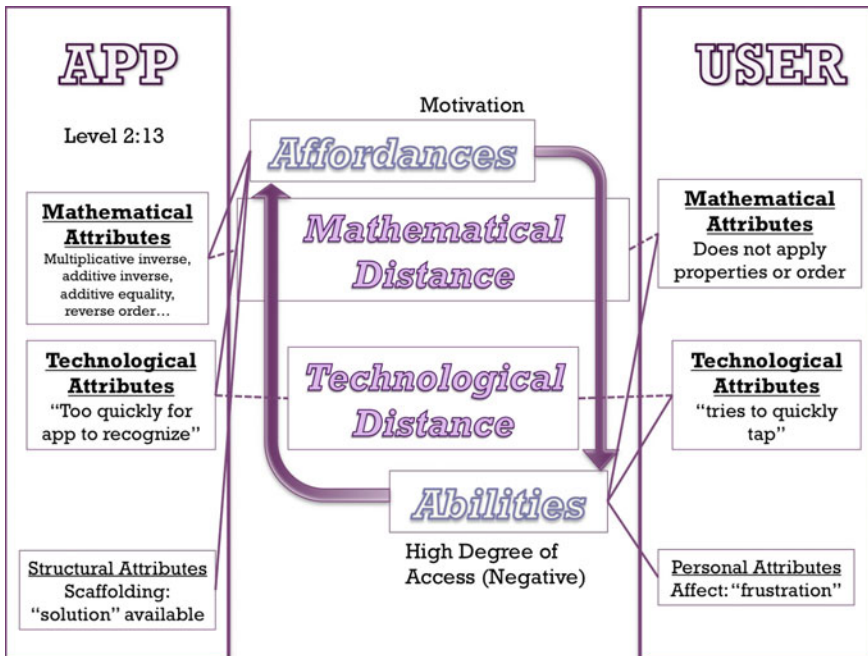 APP
Level 2:13
Mathematical
Attributes
Multiplicative inverse,
additive inverse,
additive equality,
reverse order…
Technological
Attributes
“Too quickly for
app to recognize”
Structural Attributes
Scaffolding:
“solution” available
Motivation
Affordances
Mathematical
Distance
Technological
Distance
Abilities
High Degree of
Access (Negative)
USER
Mathematical
Attributes
Does not apply
properties or order
Technological
Attributes
“tries to quickly
tap”
Personal Attributes
Affect: “frustration”